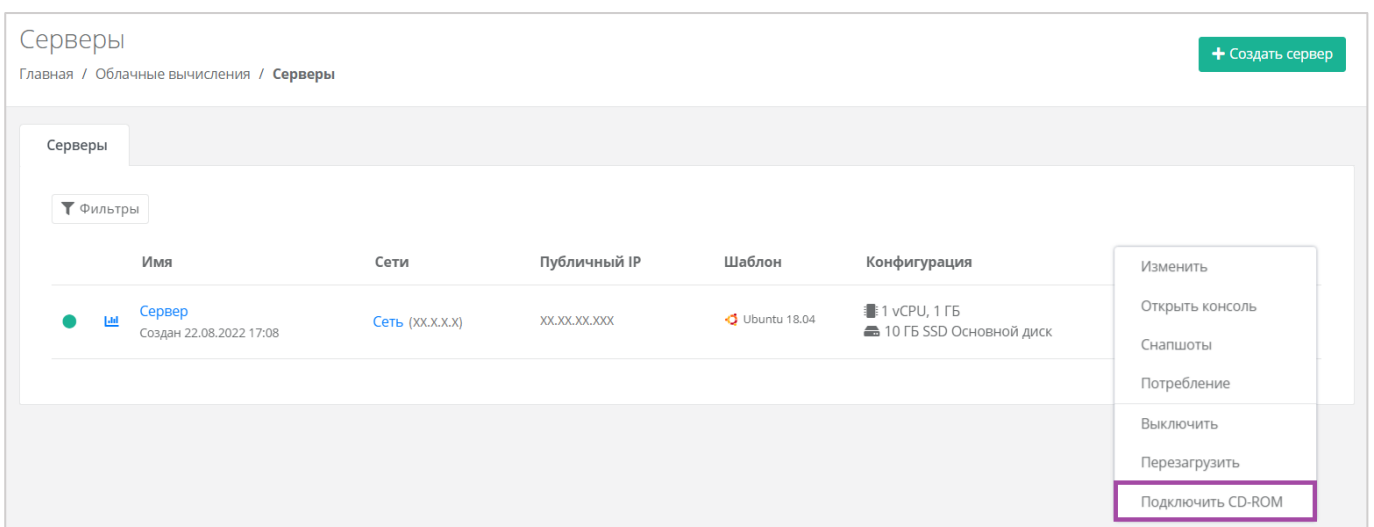 Серверы
+ Создать сервер
Главная / Облачные вычисления / Серверы
Серверы
Фильтры
Имя Сети Публичный IP Шаблон Конфигурация
Сервер
Создан 22.08.2022 17:08
Сеть (XX.X.X.X)
XX.XX.XX.XXX
Ubuntu 18.04
1 vCPU, 1 ГБ
10 ГБ SSD Основной диск
Изменить
Открыть консоль
Снапшоты
Потребление
Выключить
Перезагрузить
Подключить CD-ROM